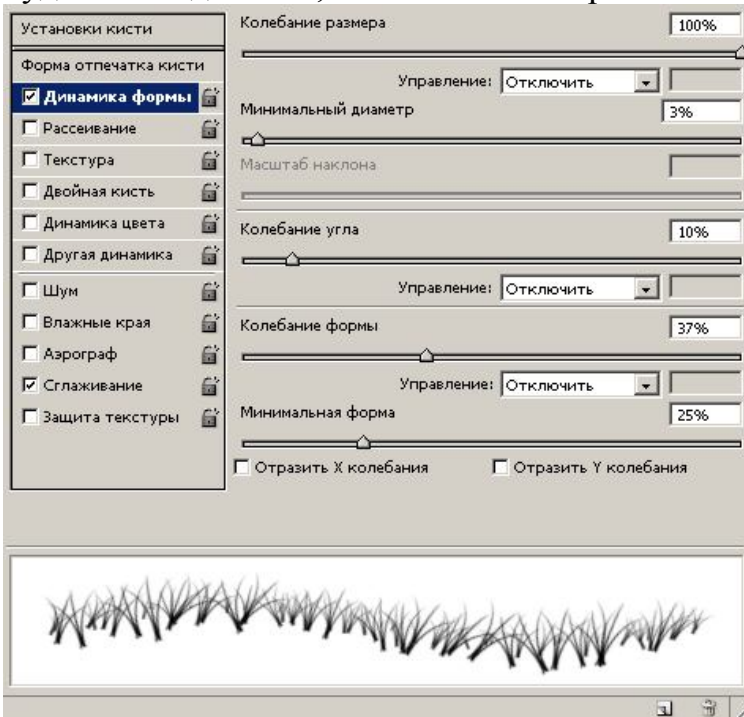 Установки кисти
Форма отпечатка кисти
Динамика формы
Рассеивание
Текстура
Двойная кисть
Динамика цвета
Другая динамика
Шум
Влажные края
Аэрограф
Сглаживание
Защита текстуры
Колебание размера 100%
Управление: Отключить
Минимальный диаметр 3%
Масштаб наклона
Колебание угла 10%
Управление: Отключить
Колебание формы 37%
Управление: Отключить
Минимальная форма 25%
Отразить X колебания Отразить Y колебания